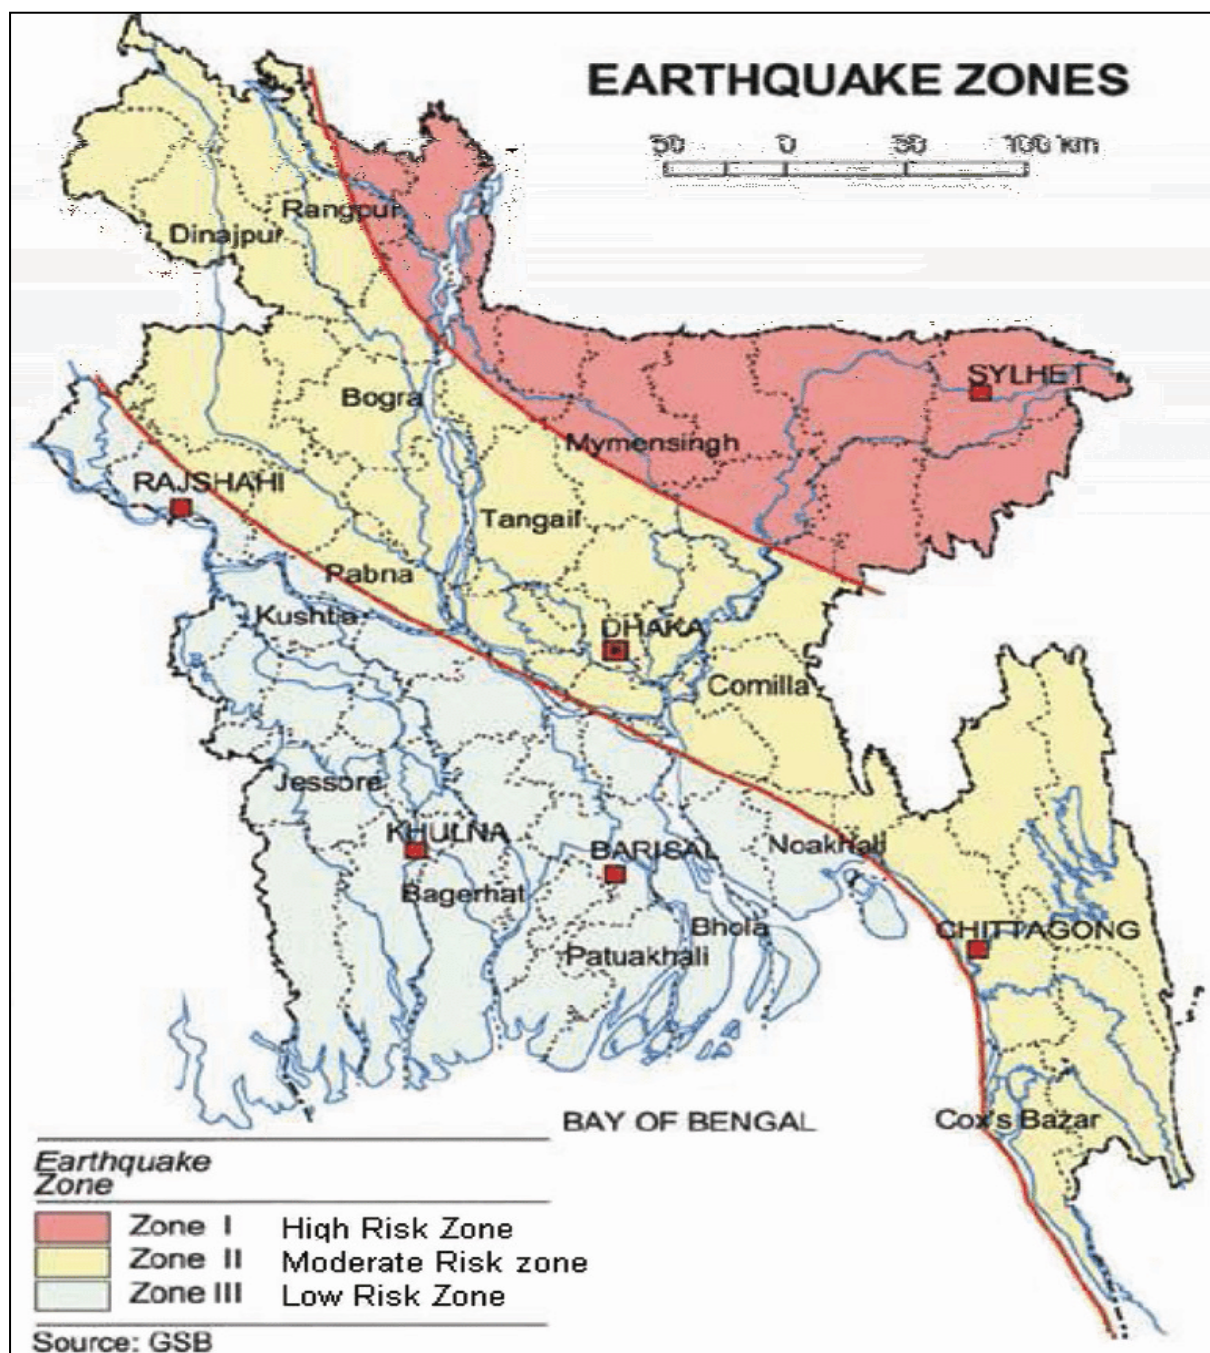 EARTHQUAKE ZONES
50 0 50 100 km
Rangpur
Dinajpur
SYLHET
Bogra
Mymensingh
RAJSHAHI
Tangail
Pabna
Kushtia
DHAKA
Comilla
Jessore
KHULNA
BARISAL
Noakhali
Bagerhat
Bhola
CHITTAGONG
Patuakhali
BAY OF BENGAL
Cox's Bazar
Earthquake
Zone
Zone I High Risk Zone
Zone II Moderate Risk zone
Zone III Low Risk Zone
Source: GSB